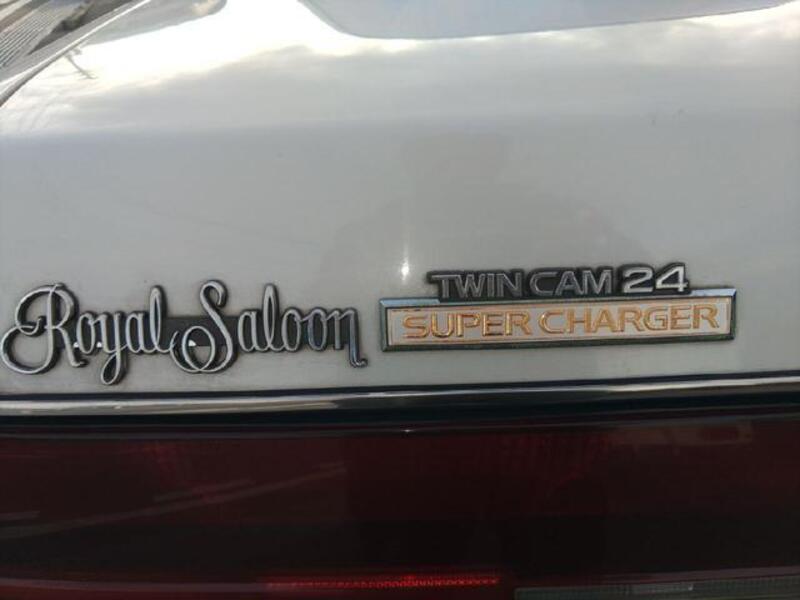 Royal Saloon
TWIN CAM 24
SUPER CHARGER